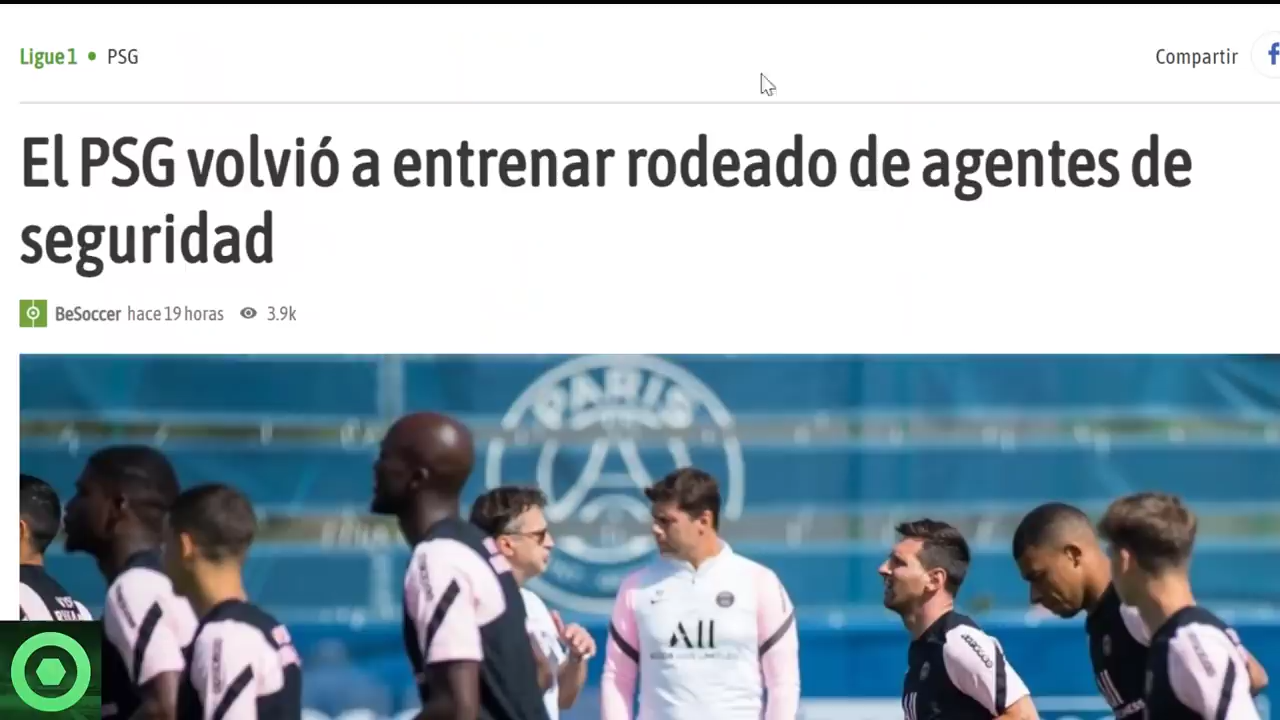 Ligue 1 • PSG
Compartir
El PSG volvió a entrenar rodeado de agentes de
seguridad
BeSoccer hace 19 horas 3.9k
PARIS
All